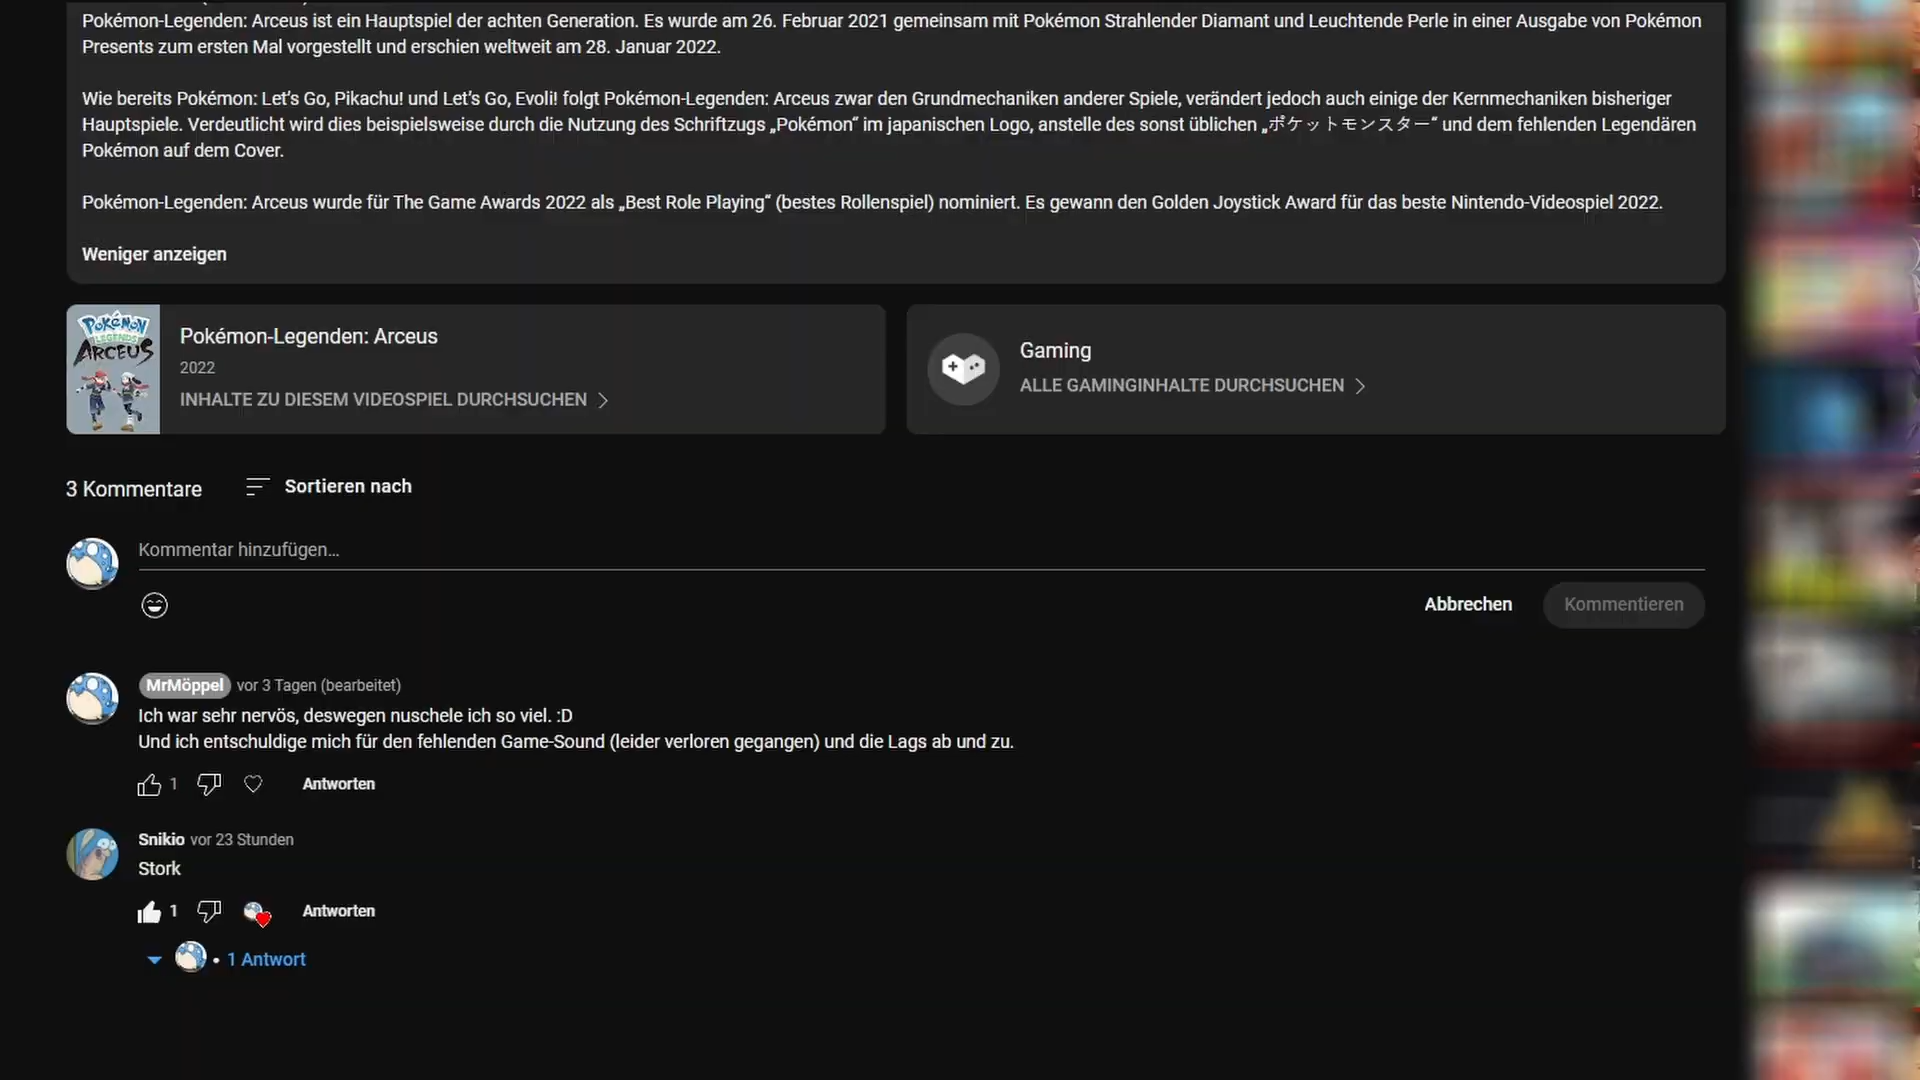 Pokémon-Legenden: Arceus ist ein Hauptspiel der achten Generation. Es wurde am 26. Februar 2021 gemeinsam mit Pokémon Strahlender Diamant und Leuchtende Perle in einer Ausgabe von Pokémon
Presents zum ersten Mal vorgestellt und erschien weltweit am 28. Januar 2022.
Wie bereits Pokémon: Let’s Go, Pikachu! und Let’s Go, Evoli! folgt Pokémon-Legenden: Arceus zwar den Grundmechaniken anderer Spiele, verändert jedoch auch einige der Kernmechaniken bisheriger
Hauptspiele. Verdeutlicht wird dies beispielsweise durch die Nutzung des Schriftzugs „Pokémon“ im japanischen Logo, anstelle des sonst üblichen „ポケットモンスター“ und dem fehlenden Legendären
Pokémon auf dem Cover.
Pokémon-Legenden: Arceus wurde für The Game Awards 2022 als „Best Role Playing“ (bestes Rollenspiel) nominiert. Es gewann den Golden Joystick Award für das beste Nintendo-Videospiel 2022.
Weniger anzeigen
POKéMON
LEGENDS
ARCEUS
Pokémon-Legenden: Arceus
2022
INHALTE ZU DIESEM VIDEOSPIEL DURCHSUCHEN
Gaming
ALLE GAMINGINHALTE DURCHSUCHEN
3 Kommentare
Sortieren nach
Kommentar hinzufügen…
Abbrechen
Kommentieren
MrMöppel vor 3 Tagen (bearbeitet)
Ich war sehr nervös, deswegen nuschele ich so viel. :D
Und ich entschuldige mich für den fehlenden Game-Sound (leider verloren gegangen) und die Lags ab und zu.
1
Antworten
Snikio vor 23 Stunden
Stork
1
Antworten
• 1 Antwort